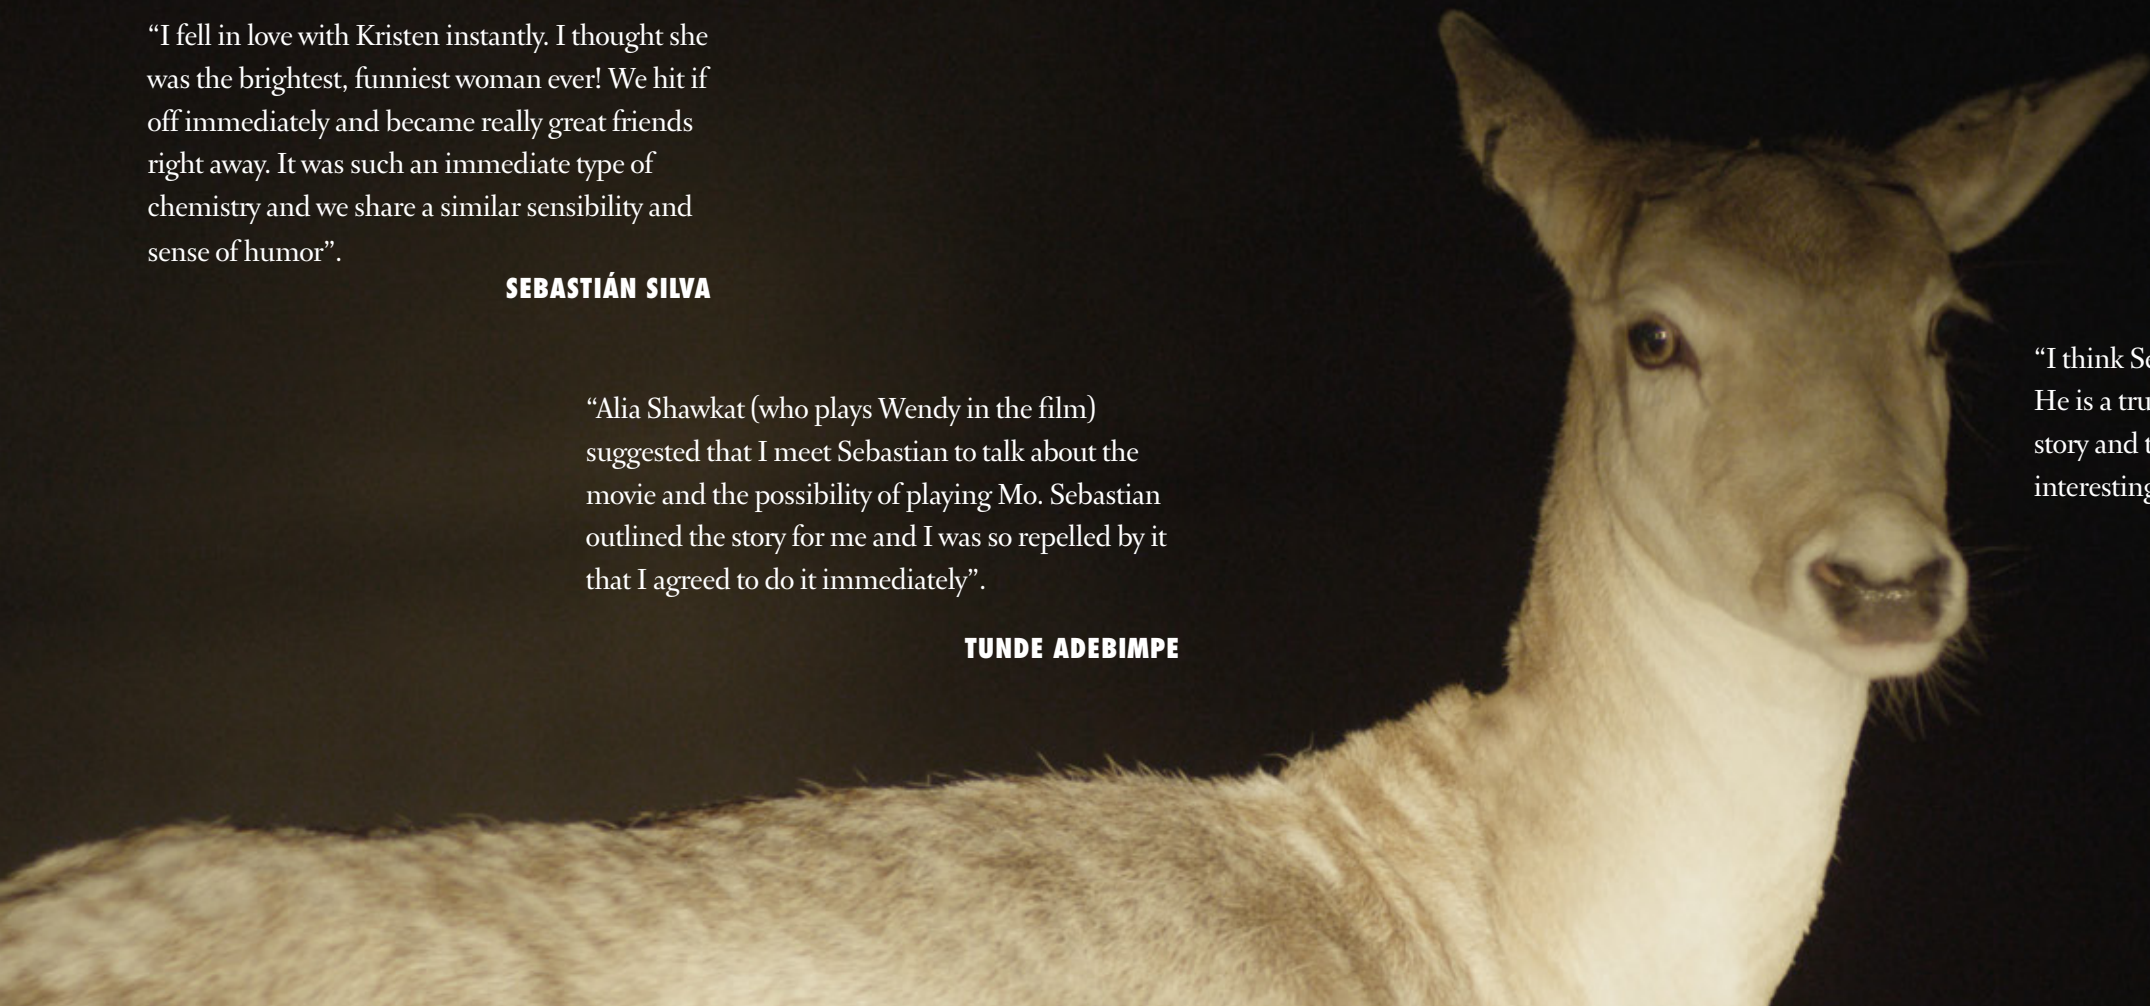 “I fell in love with Kristen instantly. I thought she
was the brightest, funniest woman ever! We hit if
off immediately and became really great friends
right away. It was such an immediate type of
chemistry and we share a similar sensibility and
sense of humor”.
SEBASTIÁN SILVA
“Alia Shawkat (who plays Wendy in the film)
suggested that I meet Sebastian to talk about the
movie and the possibility of playing Mo. Sebastian
outlined the story for me and I was so repelled by it
that I agreed to do it immediately”.
TUNDE ADEBIMPE
“I think
He is a
story and
interesting